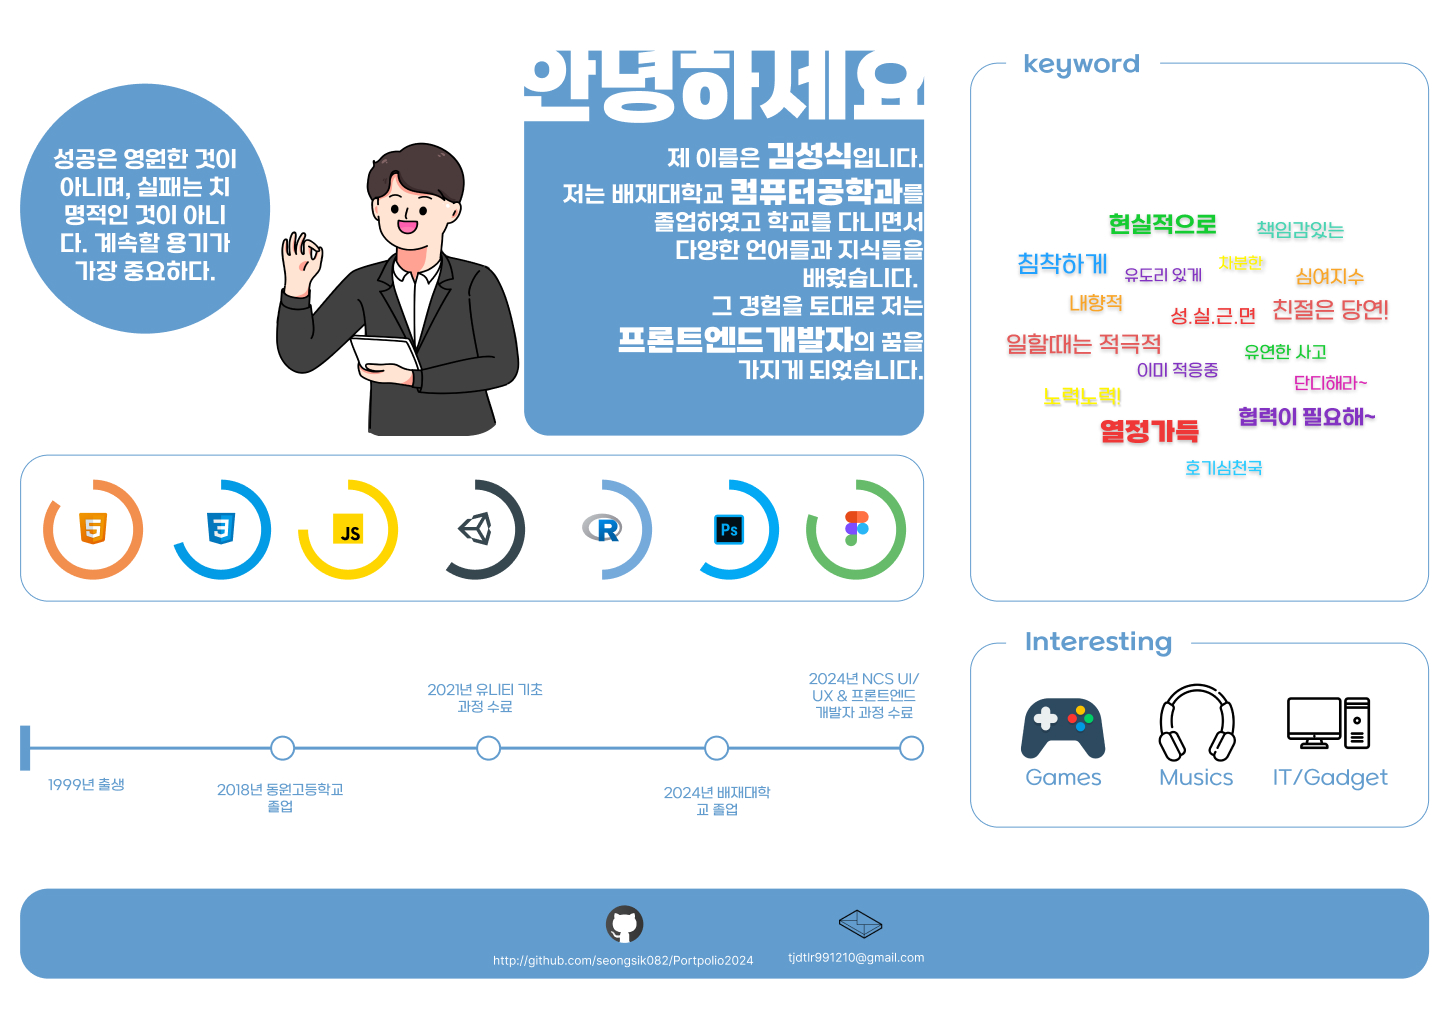 성공은 영원한 것이
아니며, 실패는 치
명적인 것이 아니
다. 계속할 용기가
가장 중요하다.
안녕하세요
제 이름은 김성식입니다.
저는 배재대학교 컴퓨터공학과를
졸업하였고 학교를 다니면서
다양한 언어들과 지식들을
배웠습니다.
그 경험을 토대로 저는
프론트엔드개발자의 꿈을
가지게 되었습니다.
keyword
현실적으로
책임감있는
침착하게
유도리 있게
차분한
심여지수
내향적
성.실.근.면
친절은 당연!
일할때는 적극적
유연한 사고
이미 적응중
단디해라~
노력노력!
협력이 필요해~
열정가득
호기심천국
5
3
JS
R
Ps
1999년 출생
2018년 동원고등학교
졸업
2021년 유니티 기초
과정 수료
2024년 배재대학
교 졸업
2024년 NCS UI/
UX & 프론트엔드
개발자 과정 수료
Interesting
Games
Musics
IT/Gadget
http://github.com/seongsik082/Portpolio2024
tjdtlr991210@gmail.com